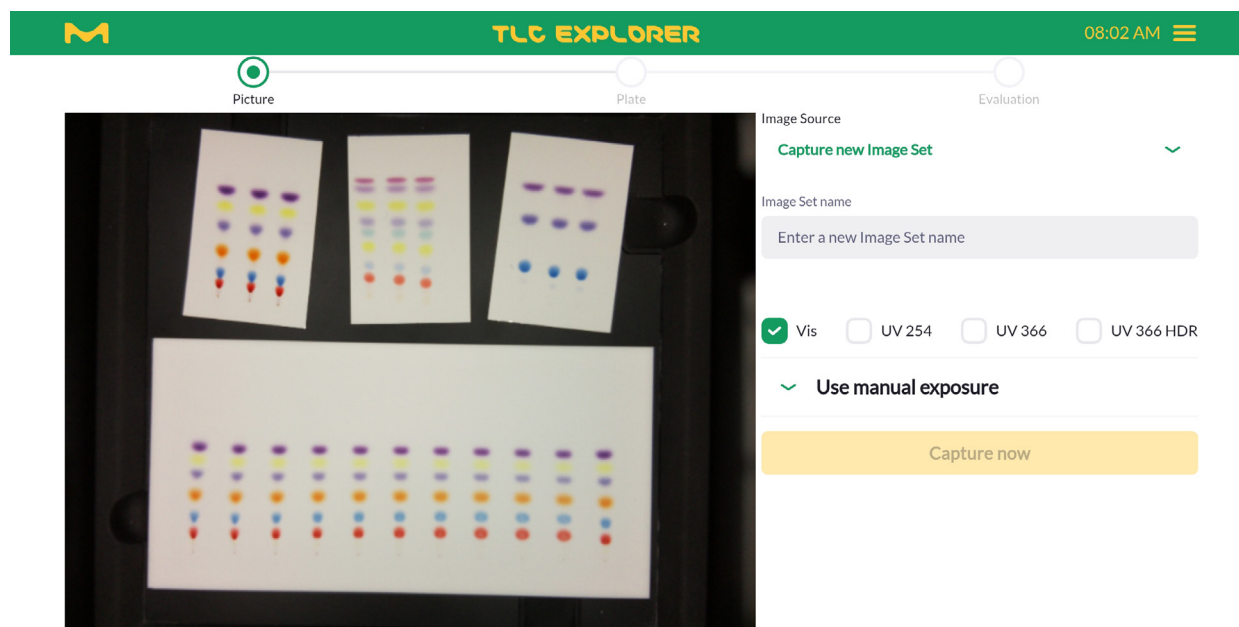 TLC EXPLORER
08:02 AM
Picture
Plate
Evaluation
Image Source
Capture new Image Set
Image Set name
Enter a new Image Set name
Vis
UV 254
UV 366
UV 366 HDR
Use manual exposure
Capture now